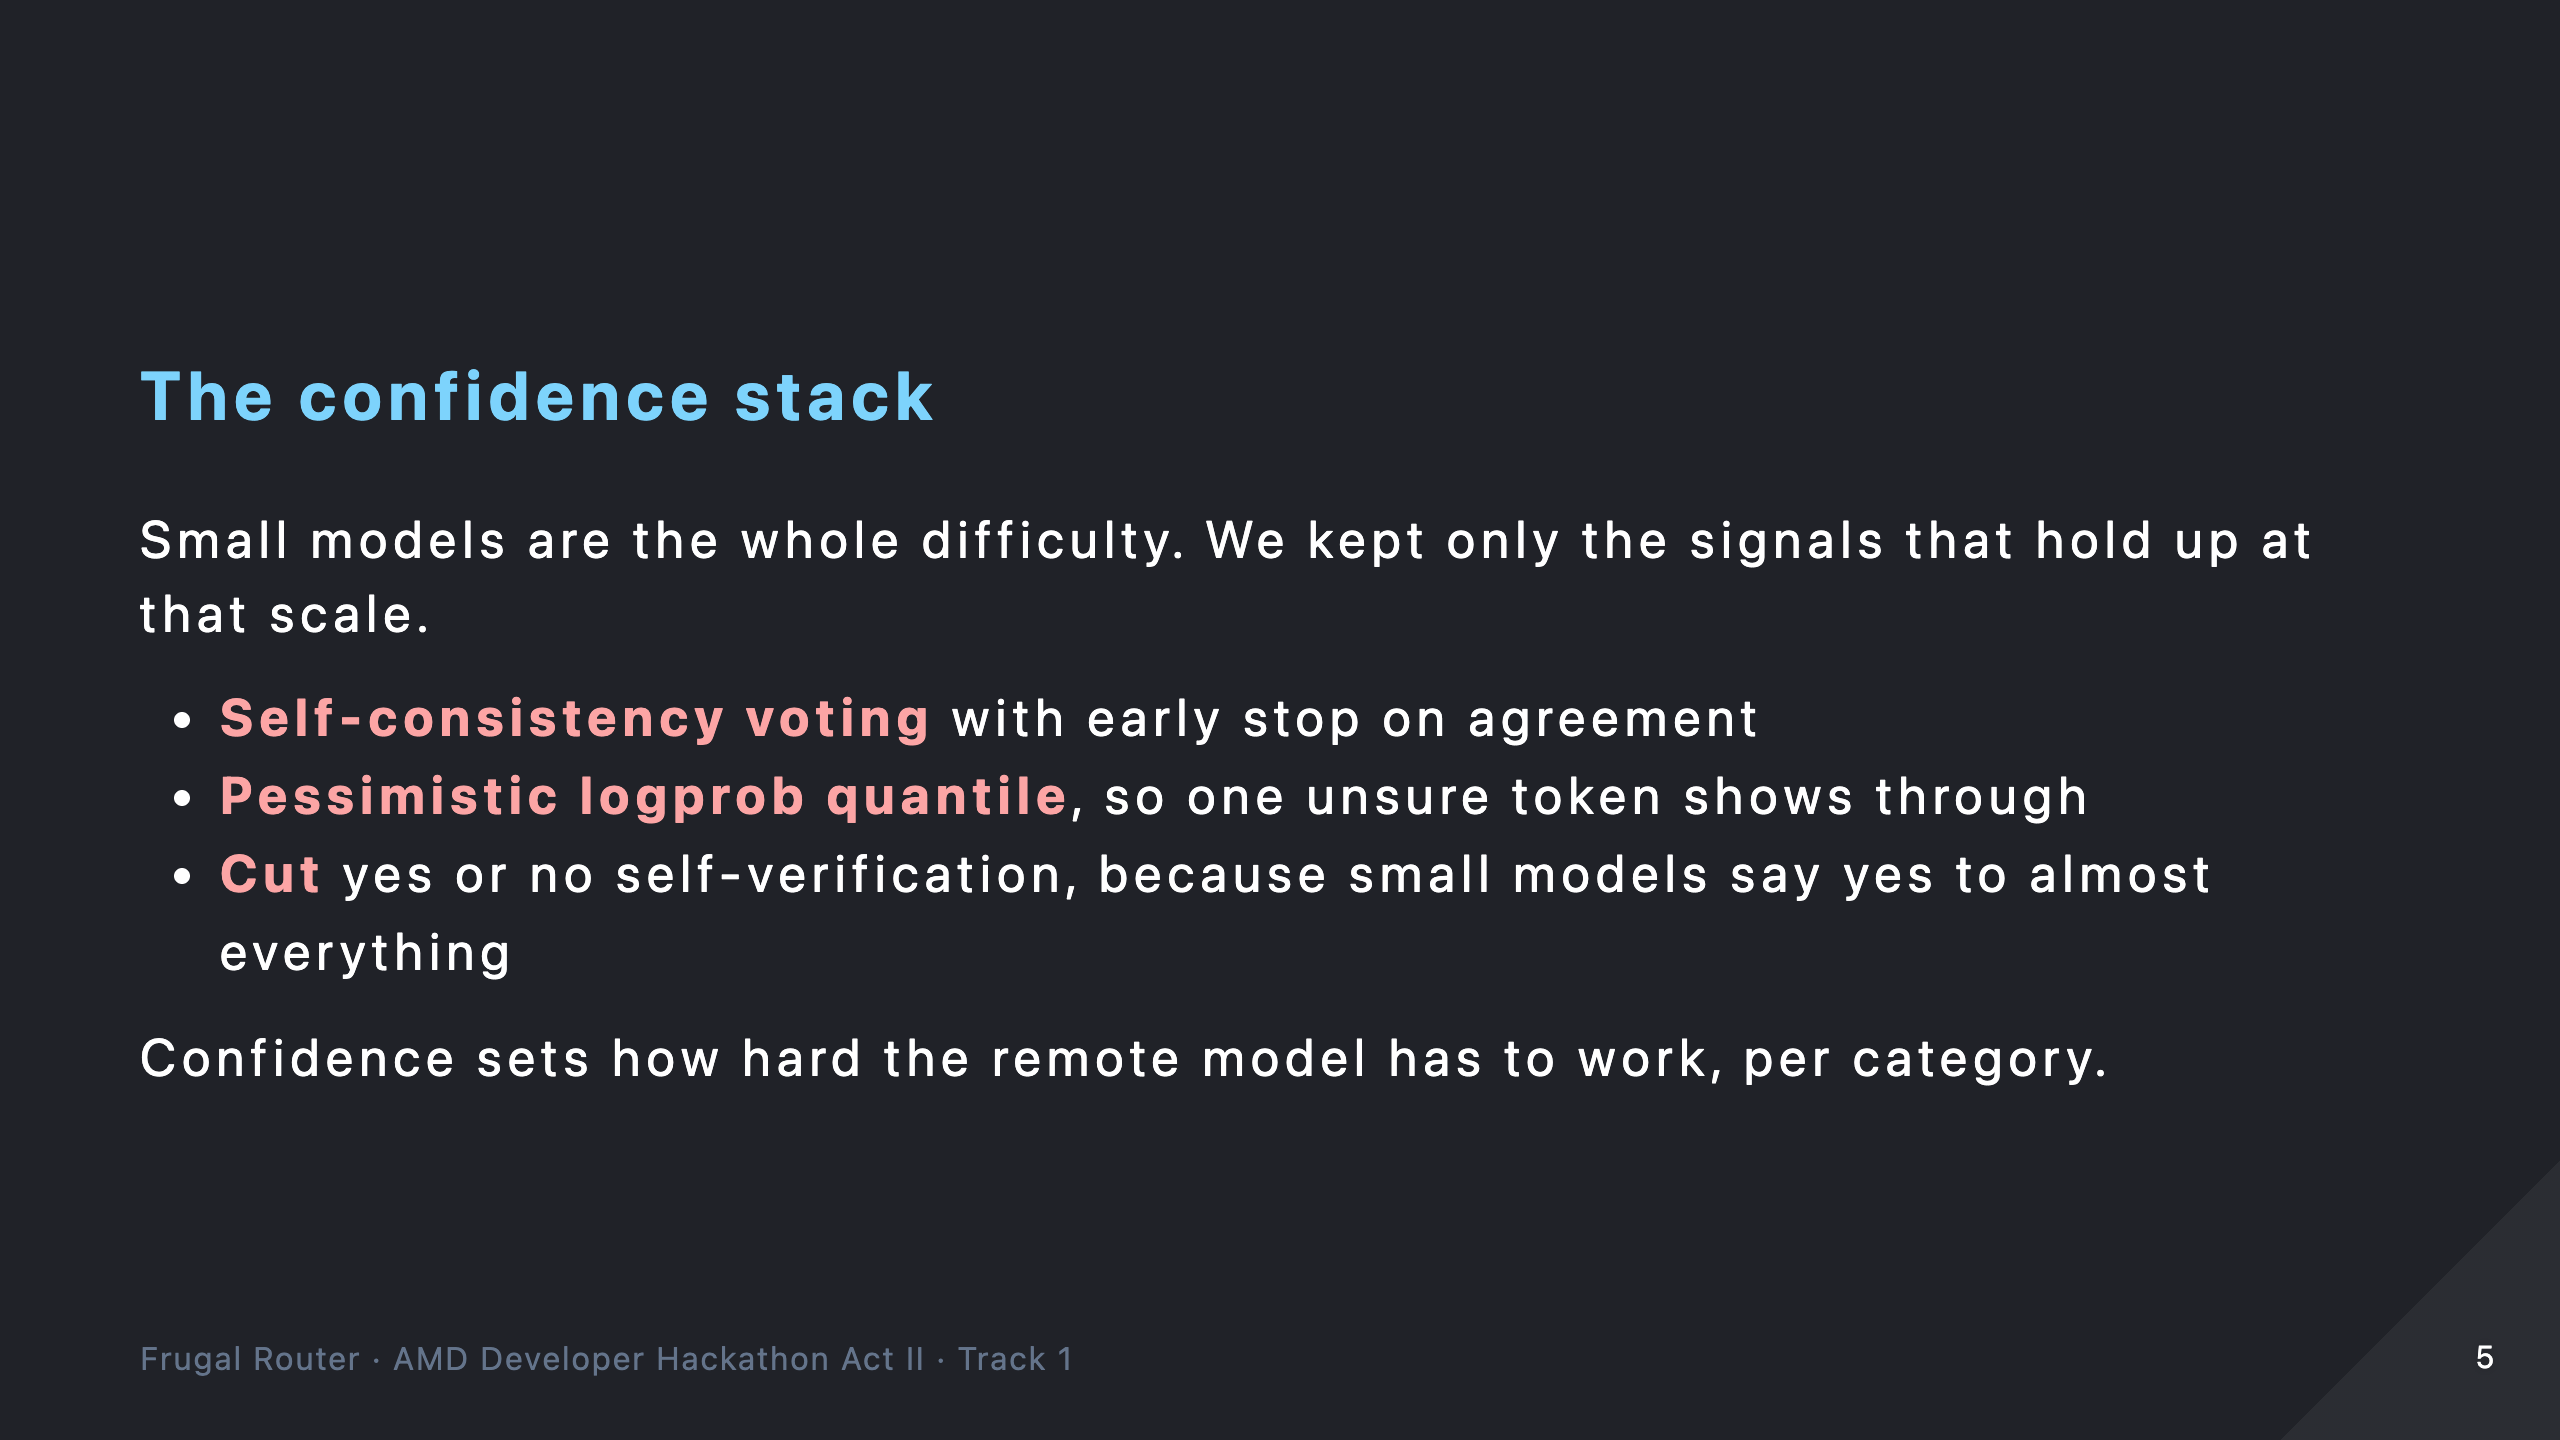 The confidence stack
Small models are the whole difficulty. We kept only the signals that hold up at
that scale.
• Self-consistency voting with early stop on agreement
• Pessimistic logprob quantile, so one unsure token shows through
• Cut yes or no self-verification, because small models say yes to almost
everything
Confidence sets how hard the remote model has to work, per category.
Frugal Router · AMD Developer Hackathon Act II · Track 1
5